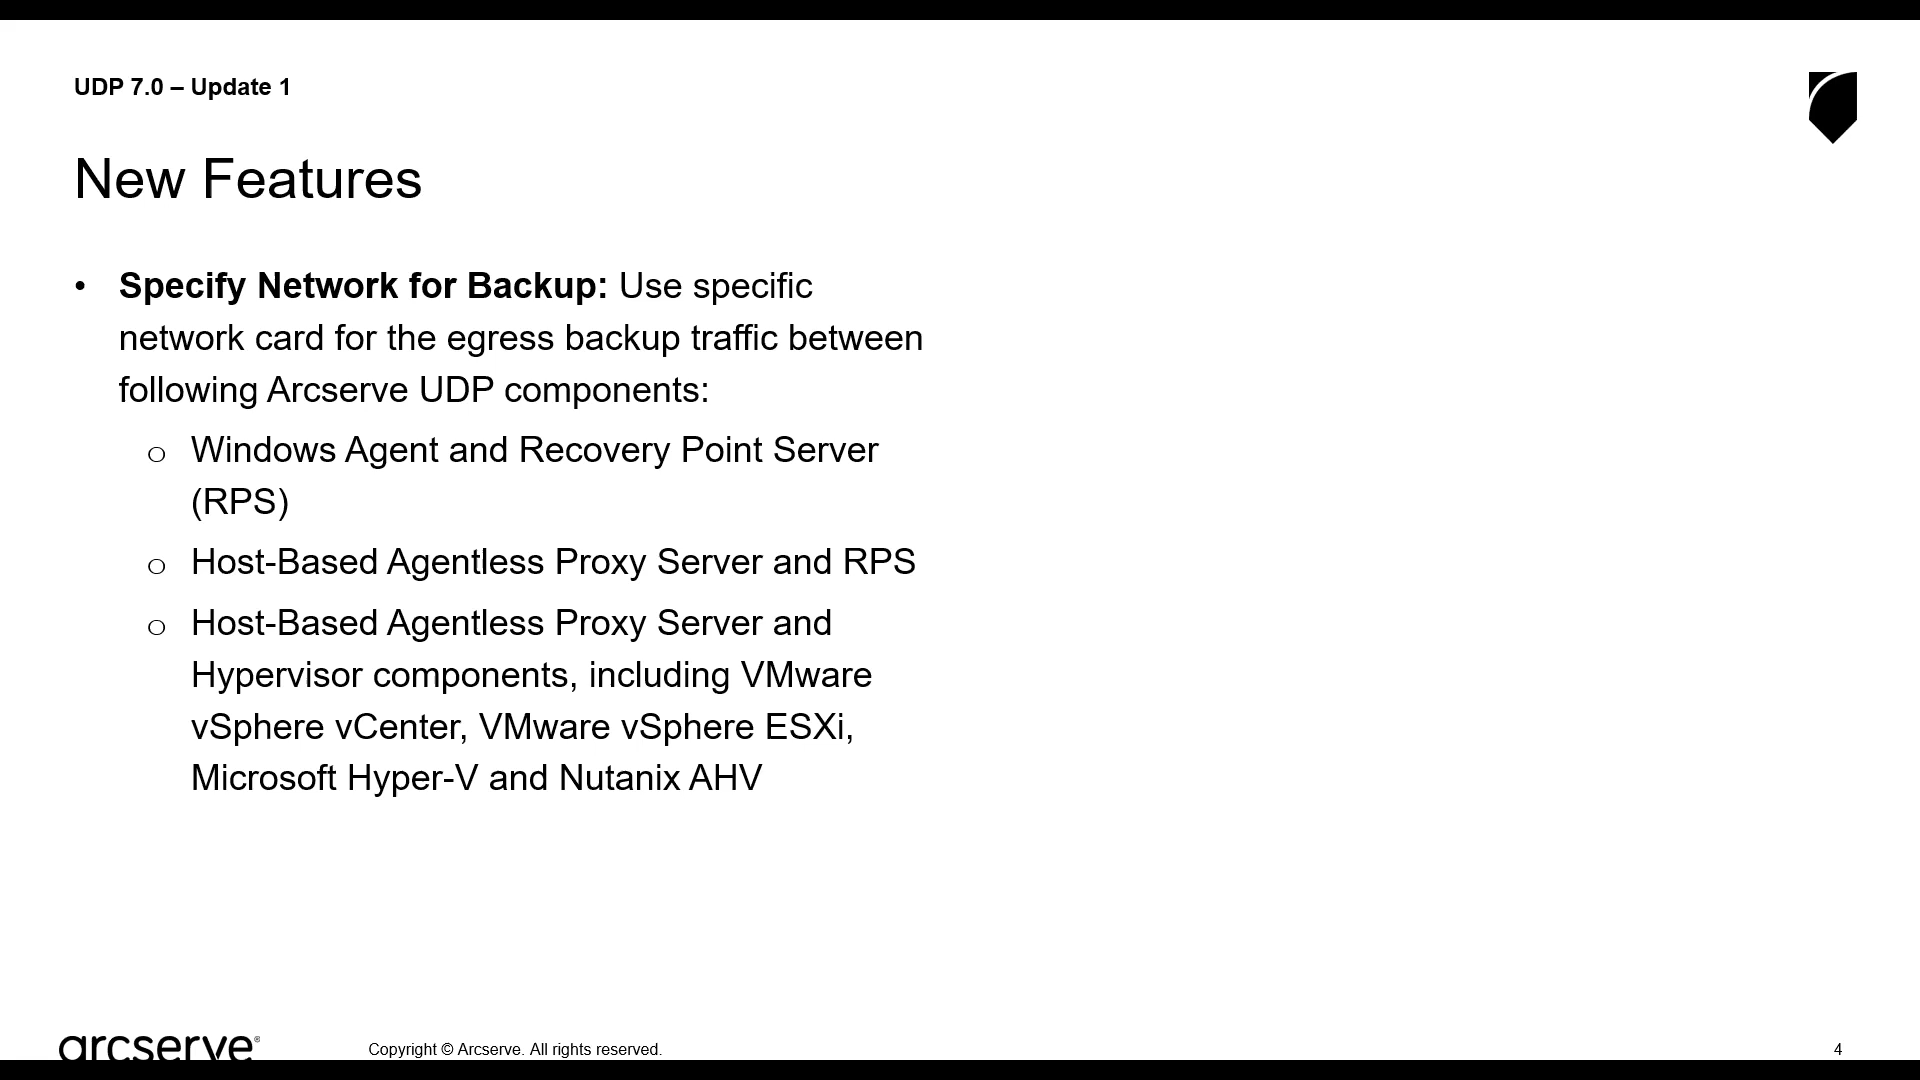 UDP 7.0 – Update 1
New Features
• Specify Network for Backup: Use specific
network card for the egress backup traffic between
following Arcserve UDP components:
o Windows Agent and Recovery Point Server
(RPS)
o Host-Based Agentless Proxy Server and RPS
o Host-Based Agentless Proxy Server and
Hypervisor components, including VMware
vSphere vCenter, VMware vSphere ESXi,
Microsoft Hyper-V and Nutanix AHV
arcserve®
Copyright © Arcserve. All rights reserved.
4